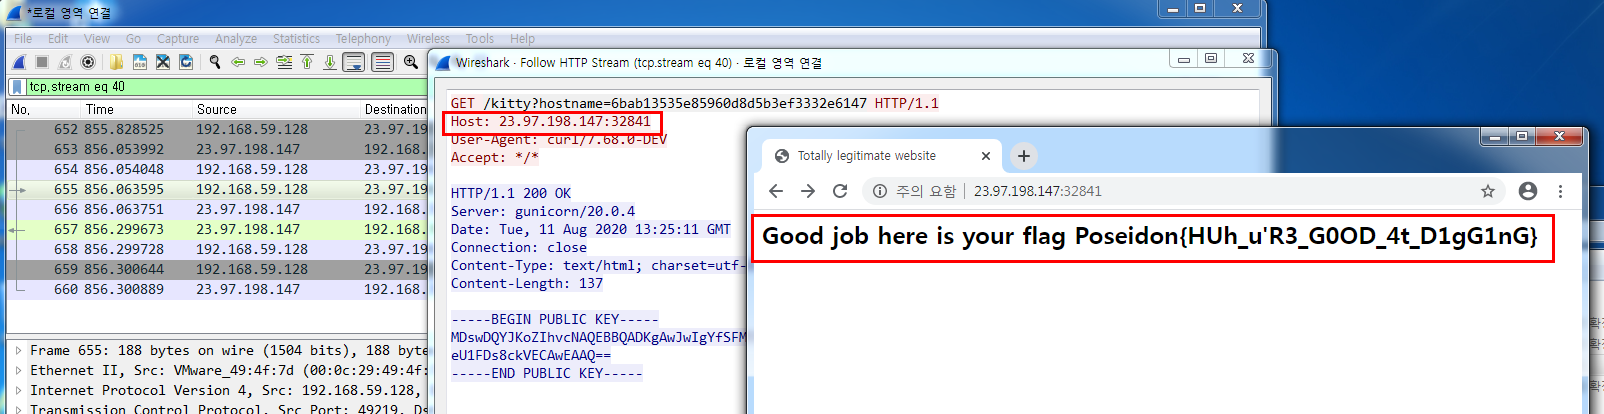 *로컬 영역 연결
File Edit View Go Capture Analyze Statistics Telephony Wireless Tools Help
tcp.stream eq 40
No. Time Source Destination
652 855.828525 192.168.59.128 23.97.19
653 856.053992 23.97.198.147 192.168.
654 856.054048 192.168.59.128 23.97.19
655 856.063595 192.168.59.128 23.97.19
656 856.063751 23.97.198.147 192.168.
657 856.299673 23.97.198.147 192.168.
658 856.299728 192.168.59.128 23.97.19
659 856.300644 192.168.59.128 23.97.19
660 856.300889 23.97.198.147 192.168.
Frame 655: 188 bytes on wire (1504 bits), 188 byte
Ethernet II, Src: VMware_49:4f:7d (00:0c:29:49:4f:
Internet Protocol Version 4, Src: 192.168.59.128,
Transmission Control Protocol, Src Port: 49219, Ds
Wireshark · Follow HTTP Stream (tcp.stream eq 40) · 로컬 영역 연결
GET /kitty?hostname=6bab13535e85960d8d5b3ef3332e6147 HTTP/1.1
Host: 23.97.198.147:32841
User-Agent: curl/7.68.0-DEV
Accept: */*
HTTP/1.1 200 OK
Server: gunicorn/20.0.4
Date: Tue, 11 Aug 2020 13:25:11 GMT
Connection: close
Content-Type: text/html; charset=utf-
Content-Length: 137
-----BEGIN PUBLIC KEY-----
MDswDQYJKoZIhvcNAQEBBQADKgAwJwIgYfSFM
eU1FDs8ckVECAwEAAQ==
-----END PUBLIC KEY-----
Totally legitimate website
주의 요함 23.97.198.147:32841
Good job here is your flag Poseidon{HUh_u'R3_G0OD_4t_D1gG1nG}